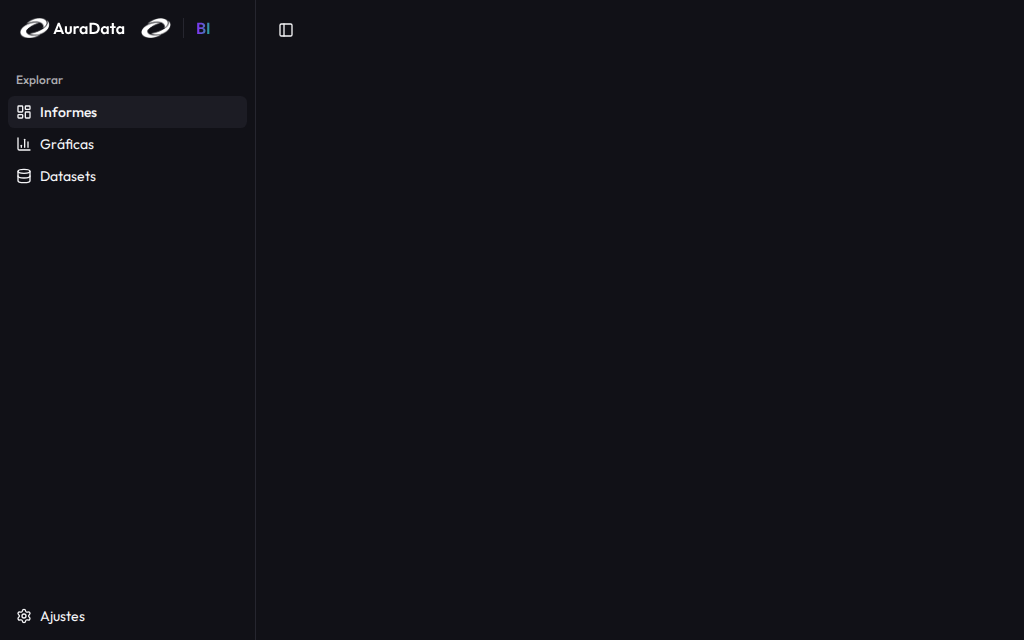 AuraData BI
Explorar
Informes
Gráficas
Datasets
Ajustes